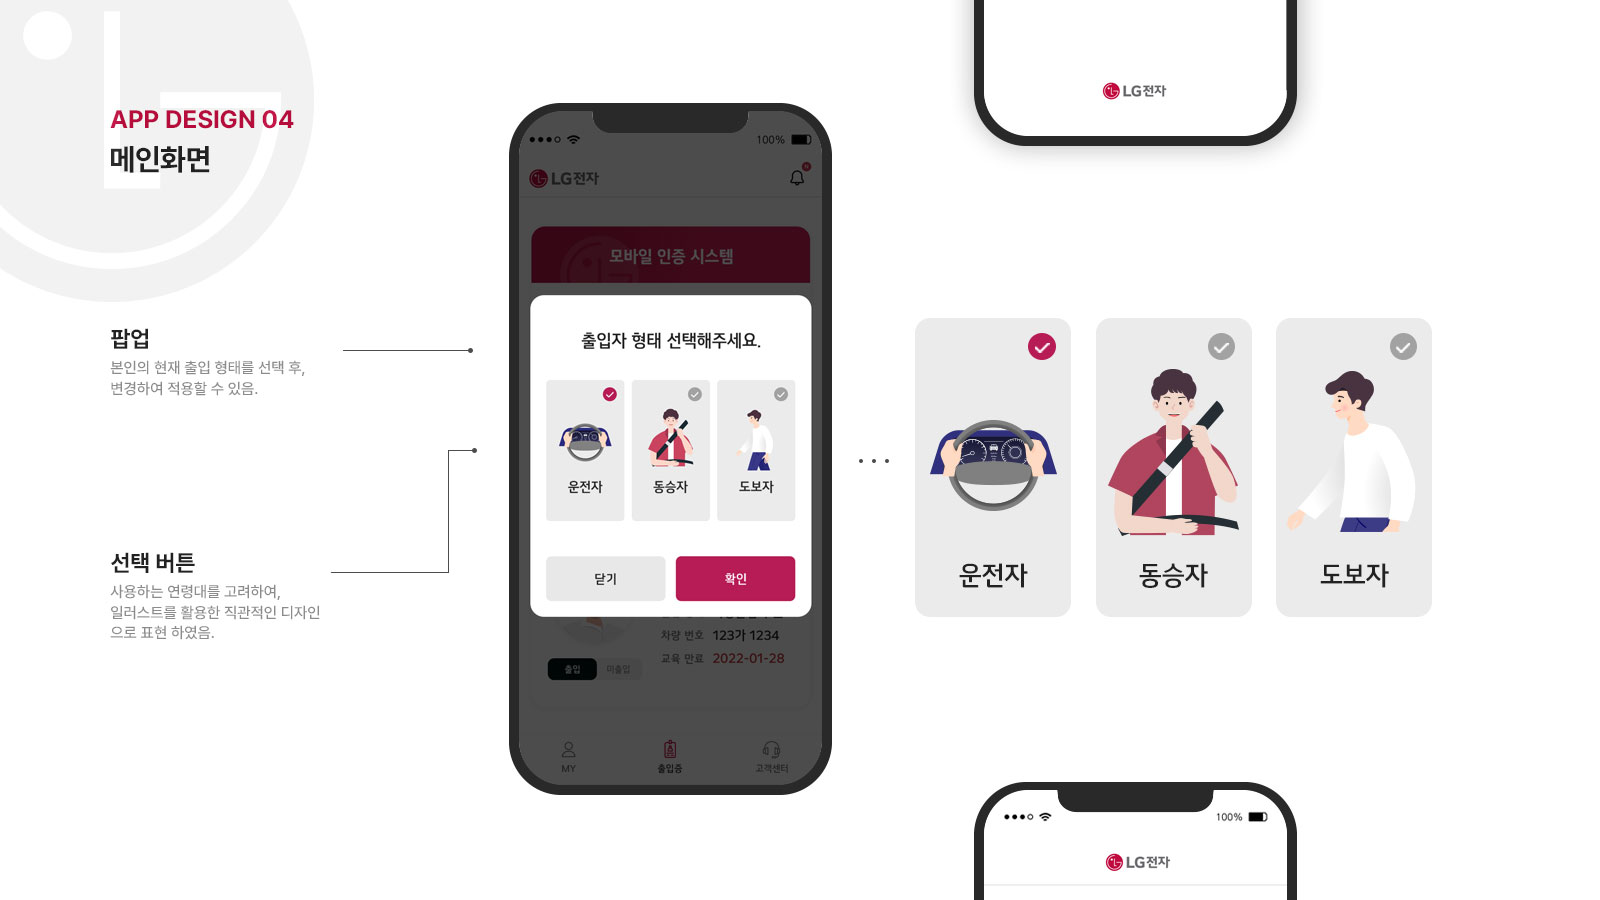 APP DESIGN 04
메인화면
팝업
본인의 현재 출입 형태를 선택 후,
변경하여 적용할 수 있음.
선택 버튼
사용하는 연령대를 고려하여,
일러스트를 활용한 직관적인 디자인
으로 표현 하였음.
100%
LG전자
모바일 인증 시스템
출입자 형태 선택해주세요.
운전자
동승자
도보자
닫기
확인
차량 번호 123가 1234
교육 만료 2022-01-28
출입
미출입
MY
출입증
고객센터
LG전자
운전자
동승자
도보자
100%
LG전자